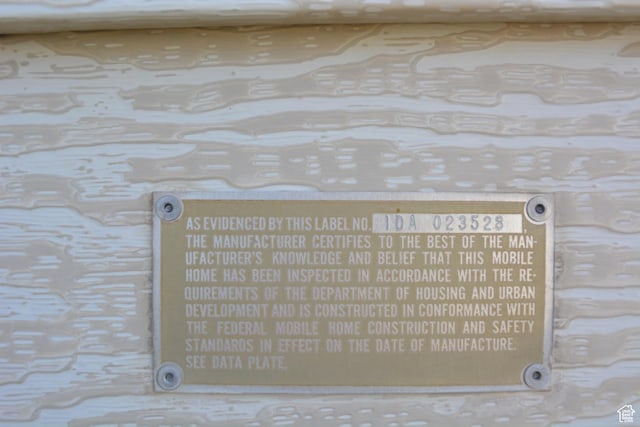 AS EVIDENCED BY THIS LABEL NO. IDA 023528,
THE MANUFACTURER CERTIFIES TO THE BEST OF THE MAN-
UFACTURER'S KNOWLEDGE AND BELIEF THAT THIS MOBILE
HOME HAS BEEN INSPECTED IN ACCORDANCE WITH THE RE-
QUIREMENTS OF THE DEPARTMENT OF HOUSING AND URBAN
DEVELOPMENT AND IS CONSTRUCTED IN CONFORMANCE WITH
THE FEDERAL MOBILE HOME CONSTRUCTION AND SAFETY
STANDARDS IN EFFECT ON THE DATE OF MANUFACTURE.
SEE DATA PLATE.